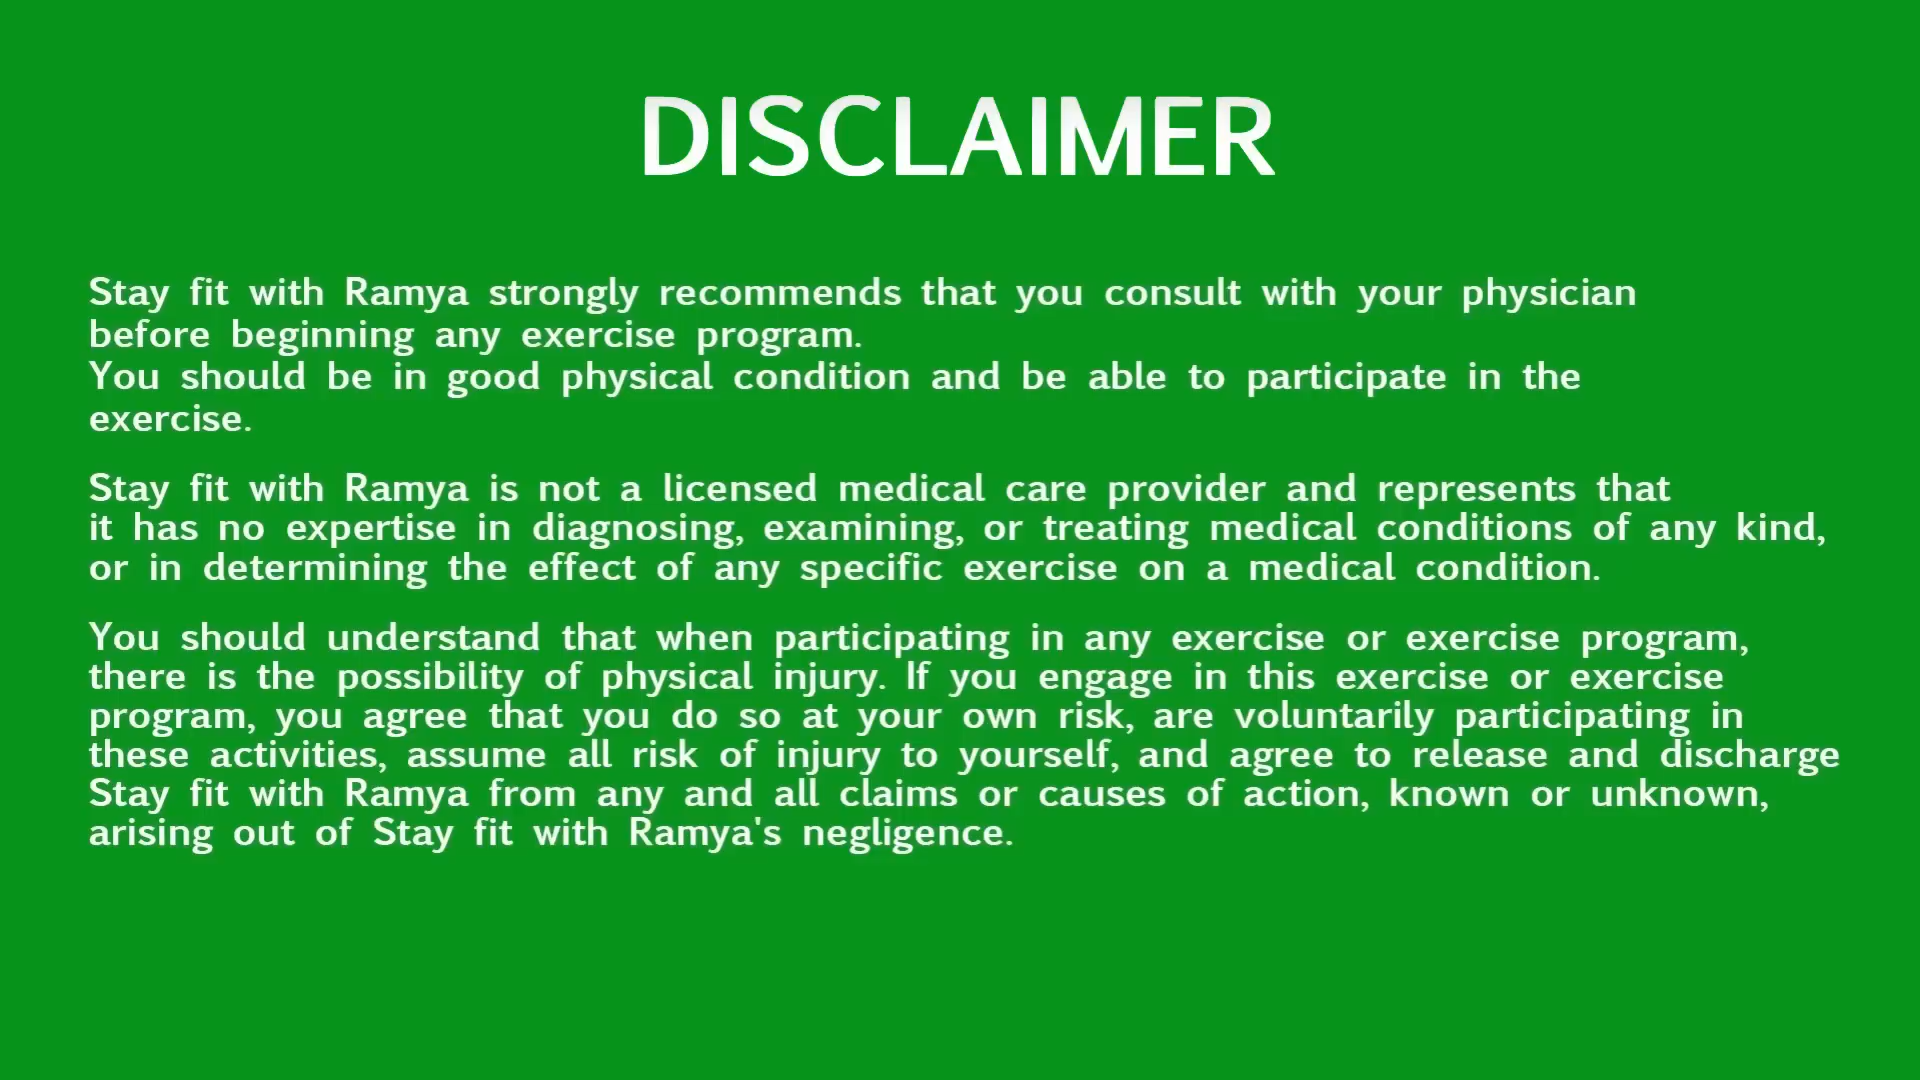 DISCLAIMER
Stay fit with Ramya strongly recommends that you consult with your physician
before beginning any exercise program.
You should be in good physical condition and be able to participate in the
exercise.
Stay fit with Ramya is not a licensed medical care provider and represents that
it has no expertise in diagnosing, examining, or treating medical conditions of any kind,
or in determining the effect of any specific exercise on a medical condition.
You should understand that when participating in any exercise or exercise program,
there is the possibility of physical injury. If you engage in this exercise or exercise
program, you agree that you do so at your own risk, are voluntarily participating in
these activities, assume all risk of injury to yourself, and agree to release and discharge
Stay fit with Ramya from any and all claims or causes of action, known or unknown,
arising out of Stay fit with Ramya's negligence.